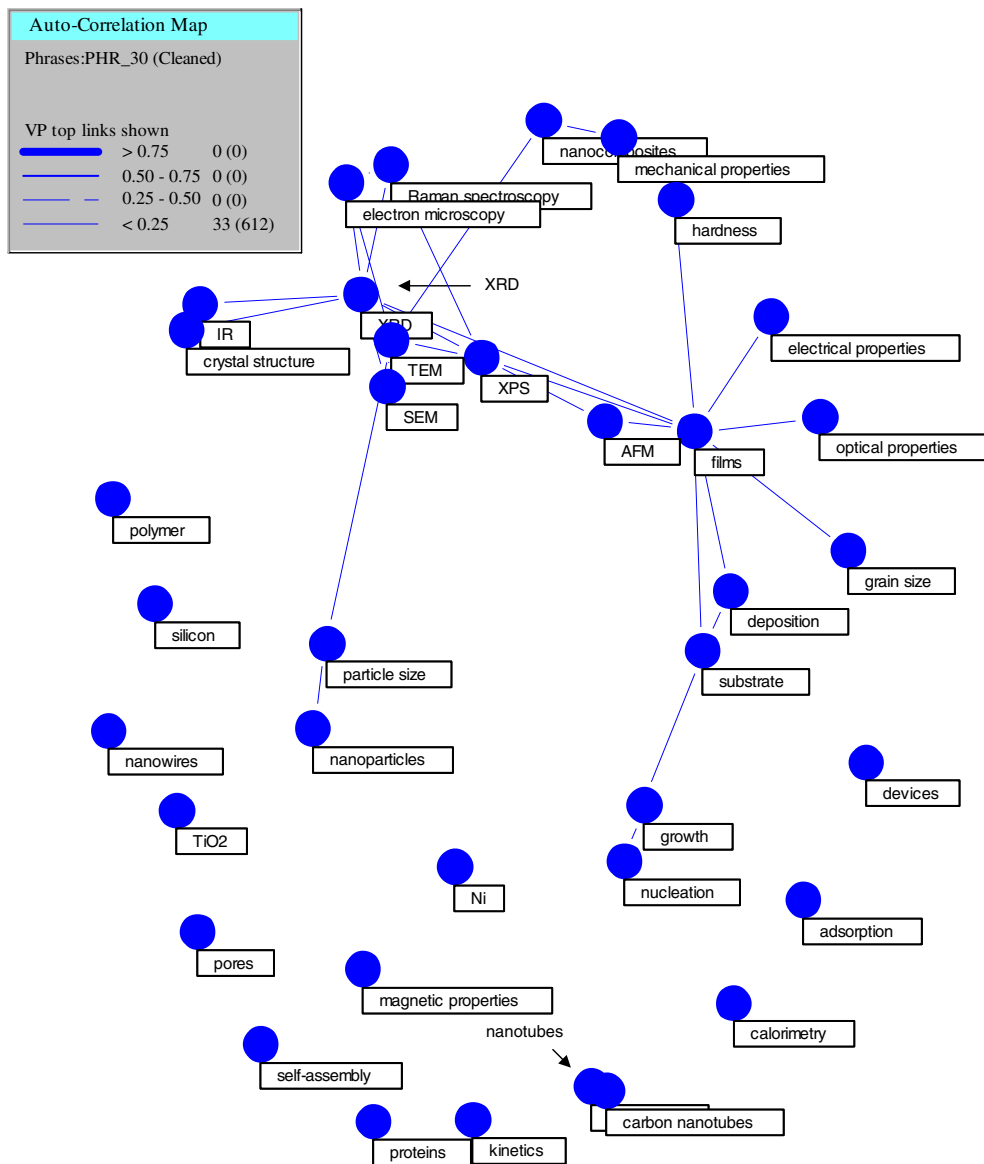 Auto-Correlation Map
Phrases:PHR_30 (Cleaned)
VP top links shown
> 0.75 0 (0)
0.50 - 0.75 0 (0)
0.25 - 0.50 0 (0)
< 0.25 33 (612)
nanocomposites
mechanical properties
Raman spectroscopy
electron microscopy
hardness
XRD
XRD
IR
crystal structure
electrical properties
TEM
XPS
SEM
AFM
films
optical properties
polymer
grain size
silicon
deposition
particle size
substrate
nanowires
nanoparticles
devices
TiO2
growth
nucleation
Ni
adsorption
pores
magnetic properties
calorimetry
nanotubes
self-assembly
carbon nanotubes
proteins
kinetics